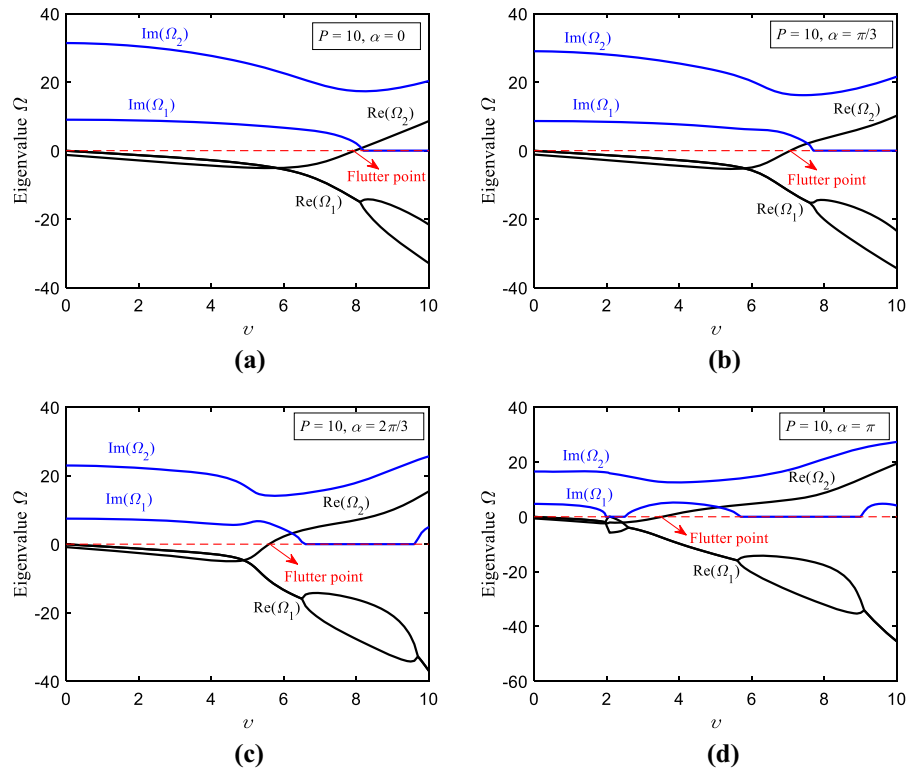 40
P = 10, α = 0
Im(Ω2)
20
Im(Ω1)
Re(Ω2)
Eigenvalue Ω
0
Flutter point
Re(Ω1)
-20
-40
0 2 4 6 8 10
υ
(a)
40
P = 10, α = π/3
Im(Ω2)
20
Im(Ω1)
Re(Ω2)
Eigenvalue Ω
0
Flutter point
Re(Ω1)
-20
-40
0 2 4 6 8 10
υ
(b)
40
P = 10, α = 2π/3
Im(Ω2)
20
Im(Ω1)
Re(Ω2)
Eigenvalue Ω
0
Flutter point
Re(Ω1)
-20
-40
0 2 4 6 8 10
υ
(c)
40
P = 10, α = π
Im(Ω2)
20
Im(Ω1)
Re(Ω2)
Eigenvalue Ω
0
Flutter point
Re(Ω1)
-20
-40
-60
0 2 4 6 8 10
υ
(d)